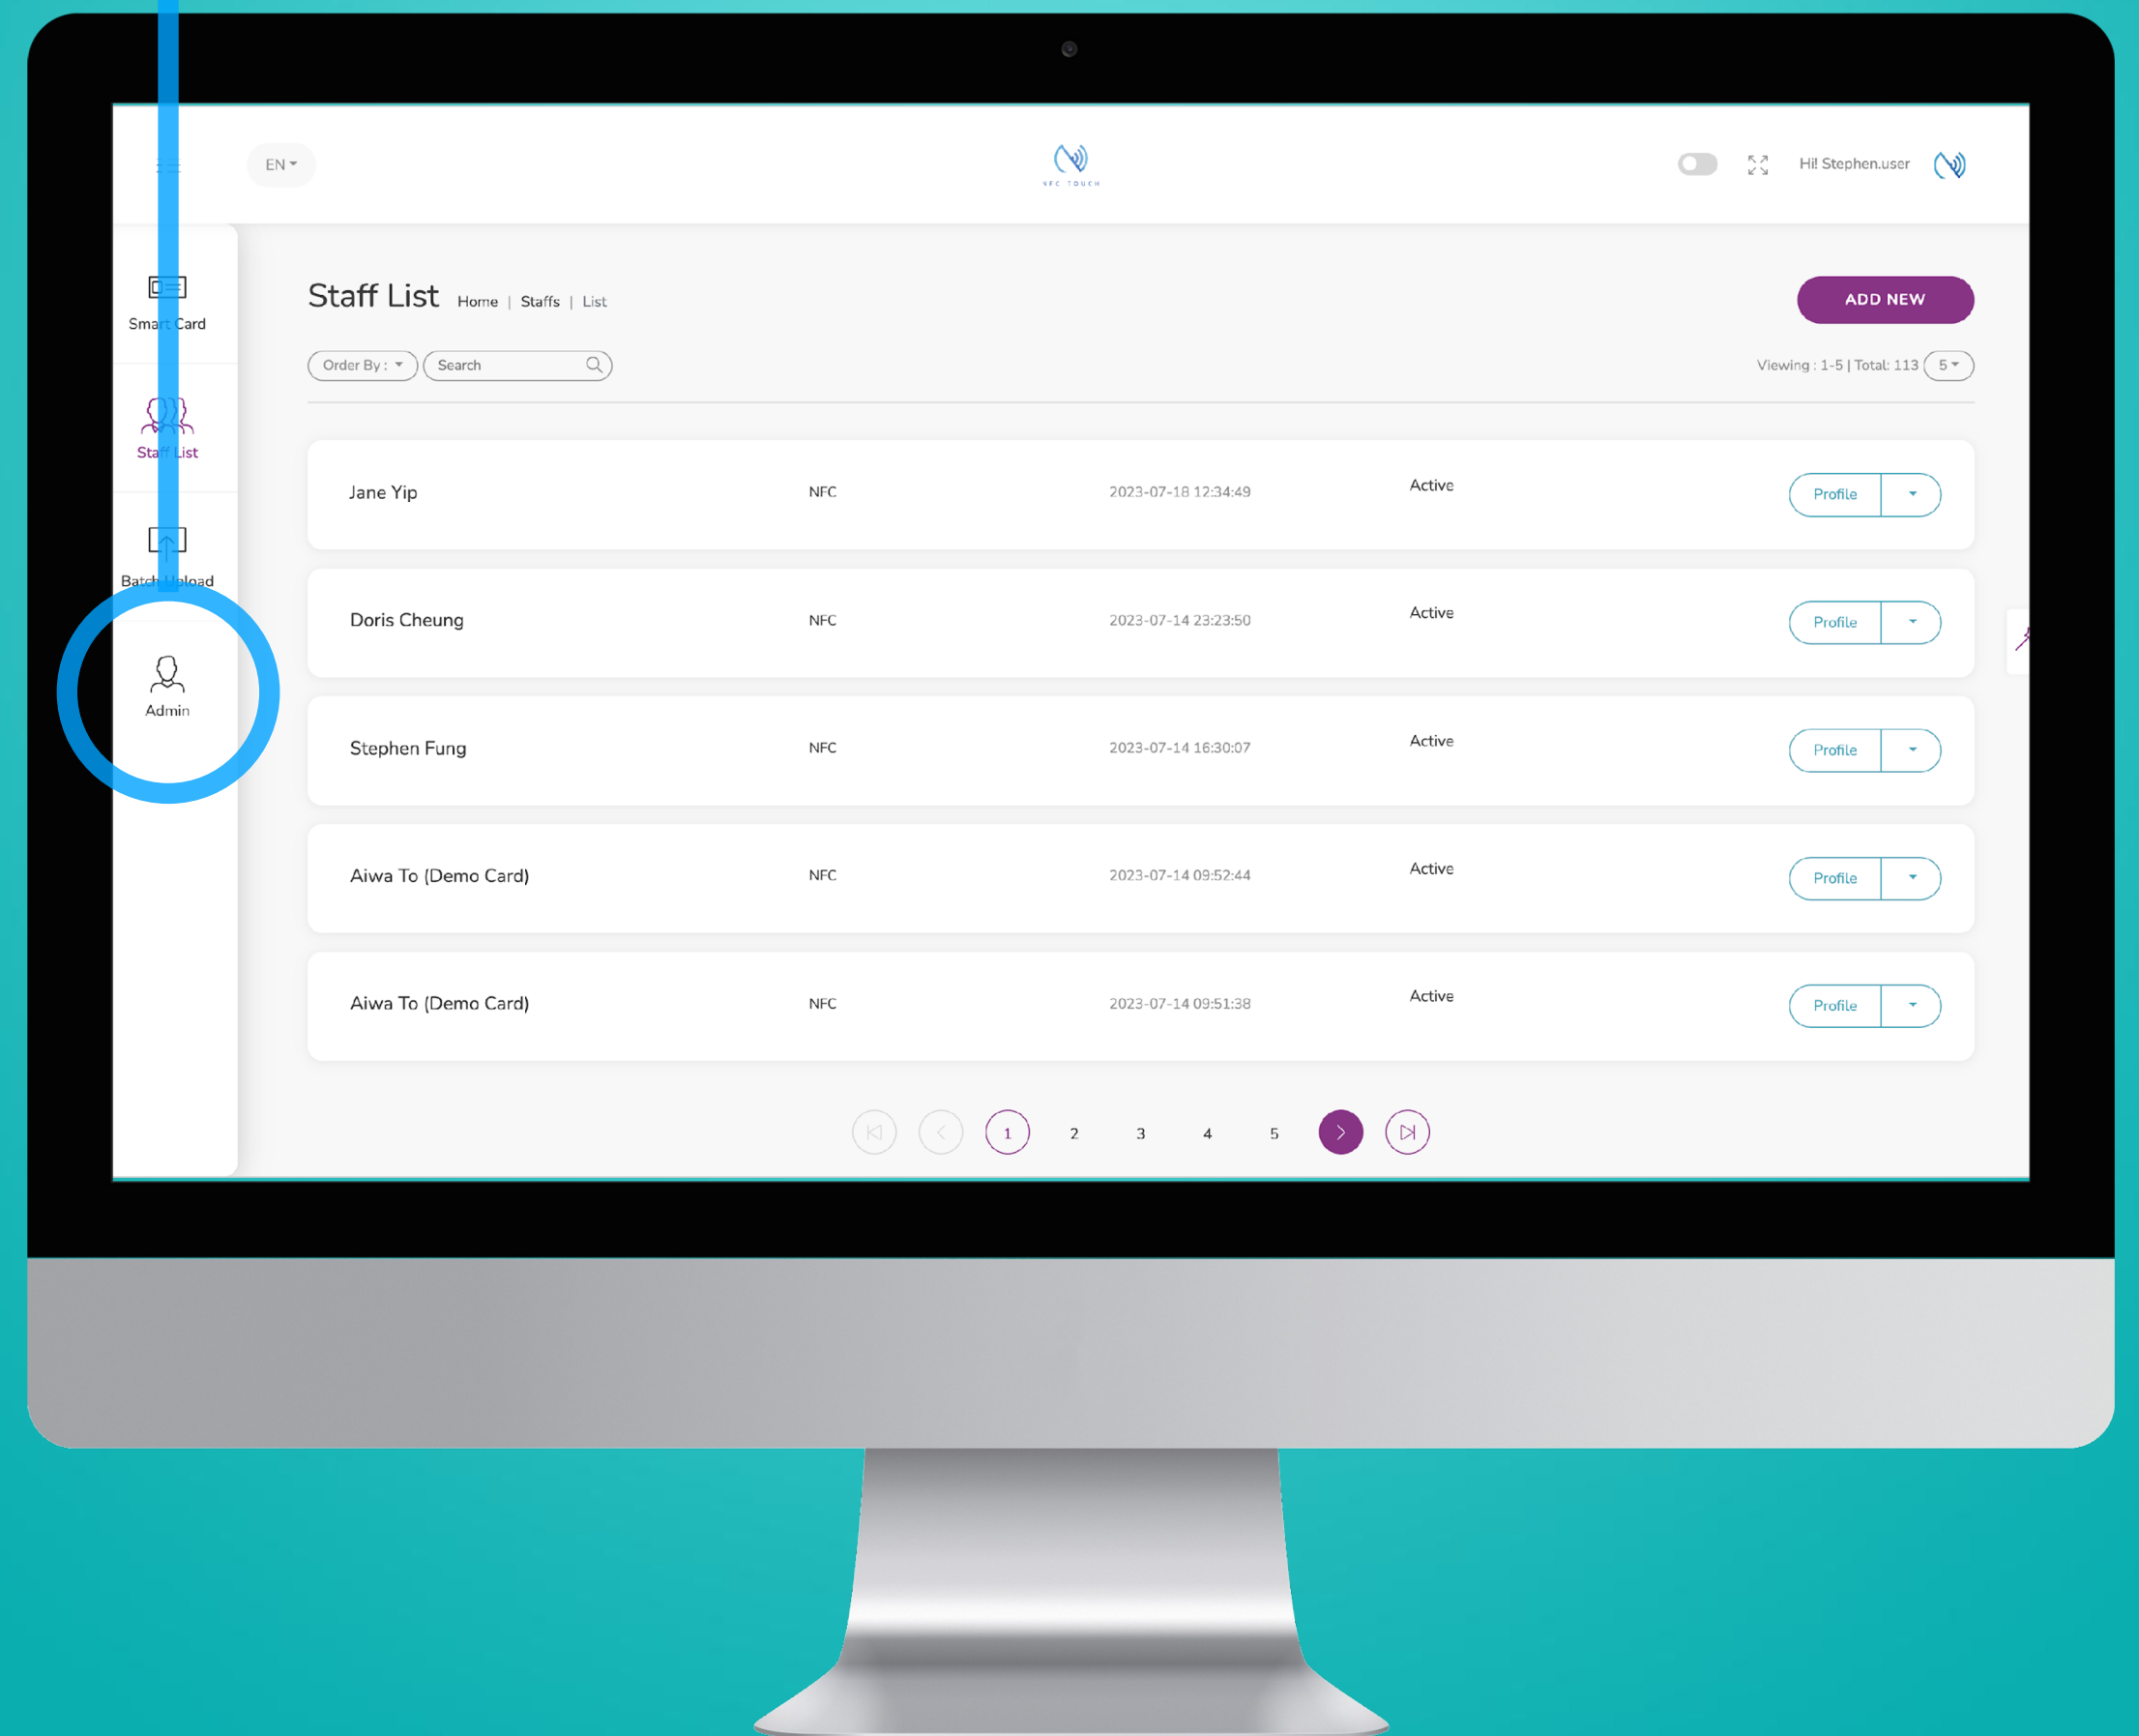 EN
NFC TOUCH
Hi! Stephen.user
Smart Card
Staff List
Batch Upload
Admin
Staff List Home | Staffs | List
ADD NEW
Order By : Search
Viewing : 1-5 | Total: 113 5
Jane Yip NFC 2023-07-18 12:34:49 Active Profile
Doris Cheung NFC 2023-07-14 23:23:50 Active Profile
Stephen Fung NFC 2023-07-14 16:30:07 Active Profile
Aiwa To (Demo Card) NFC 2023-07-14 09:52:44 Active Profile
Aiwa To (Demo Card) NFC 2023-07-14 09:51:38 Active Profile
1 2 3 4 5